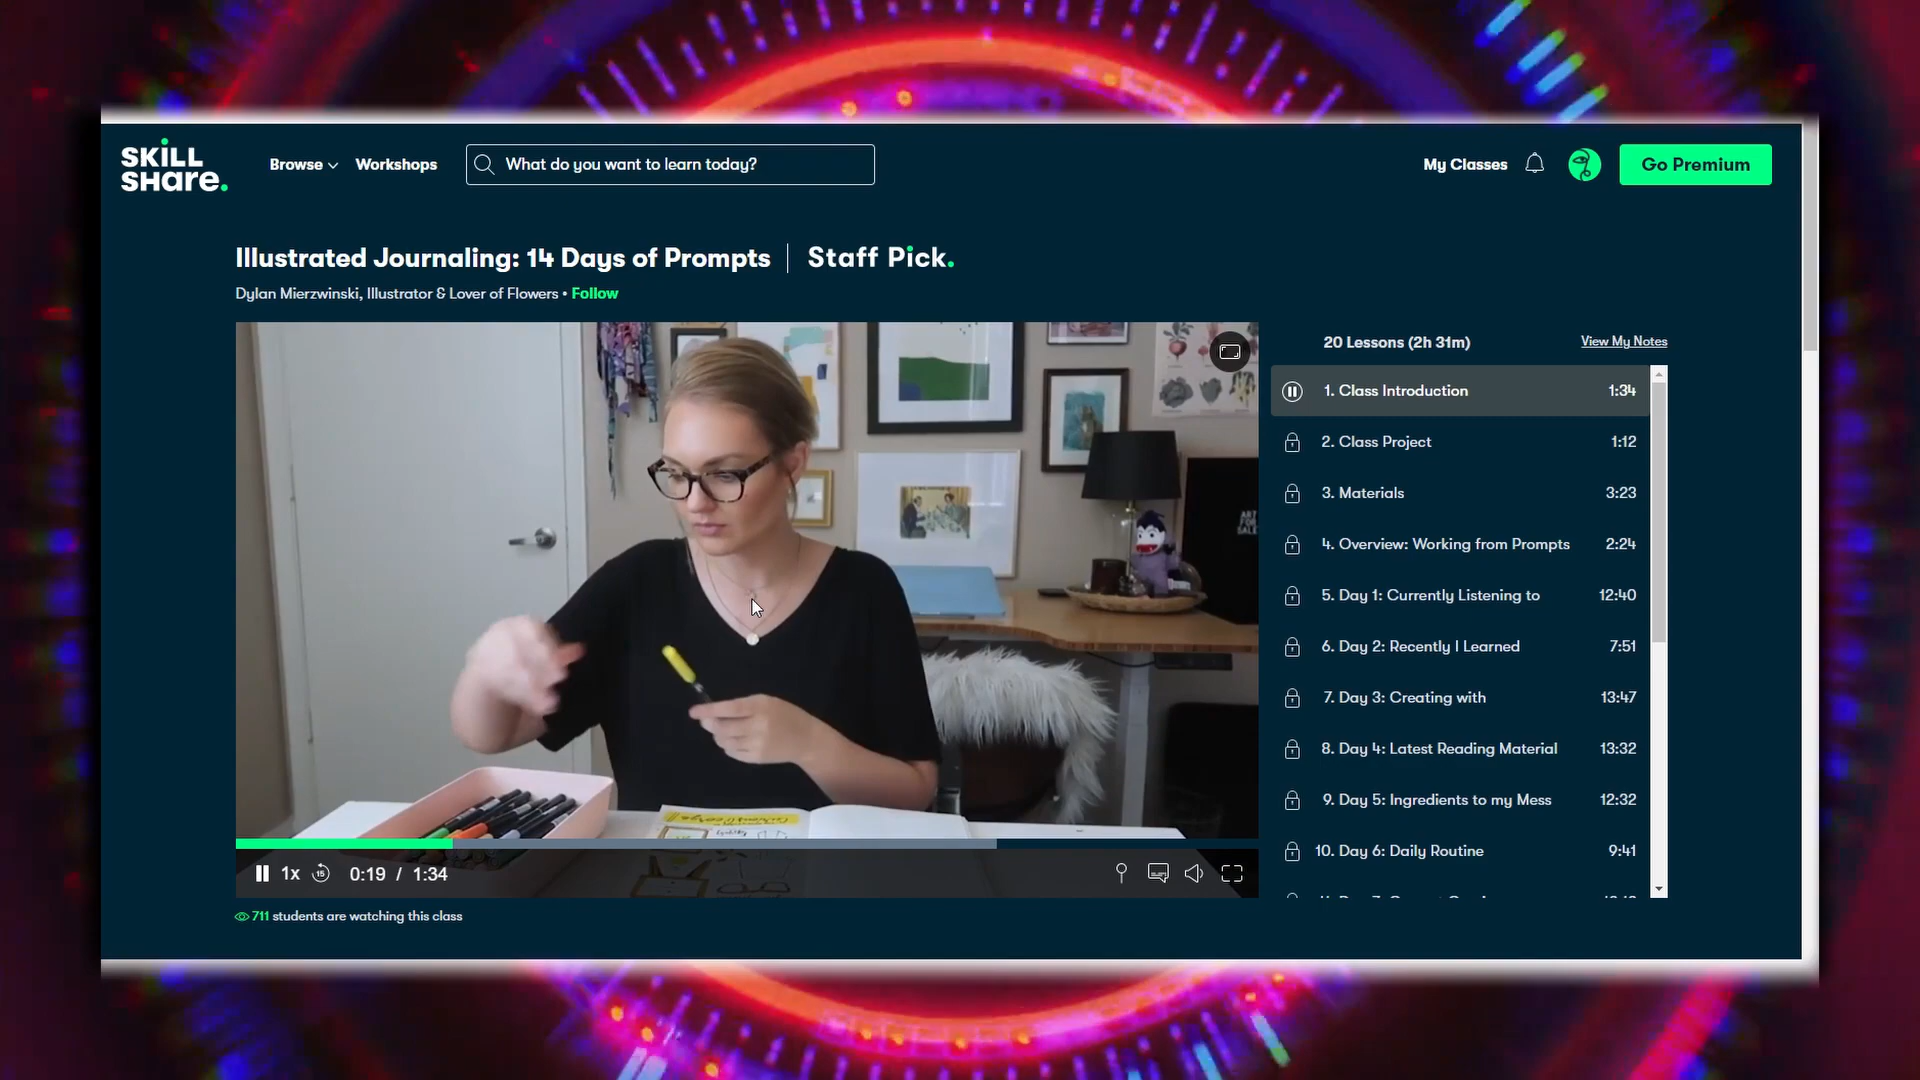 SKILL
SHARE.
Browse
Workshops
What do you want to learn today?
My Classes
Go Premium
Illustrated Journaling: 14 Days of Prompts
Staff Pick.
Dylan Mierzwinski, Illustrator & Lover of Flowers • Follow
20 Lessons (2h 31m)
View My Notes
1. Class Introduction 1:34
2. Class Project 1:12
3. Materials 3:23
4. Overview: Working from Prompts 2:24
5. Day 1: Currently Listening to 12:40
6. Day 2: Recently I Learned 7:51
7. Day 3: Creating with 13:47
8. Day 4: Latest Reading Material 13:32
9. Day 5: Ingredients to my Mess 12:32
10. Day 6: Daily Routine 9:41
ART
FOR
SALE
1x 15 0:19 / 1:34
711 students are watching this class